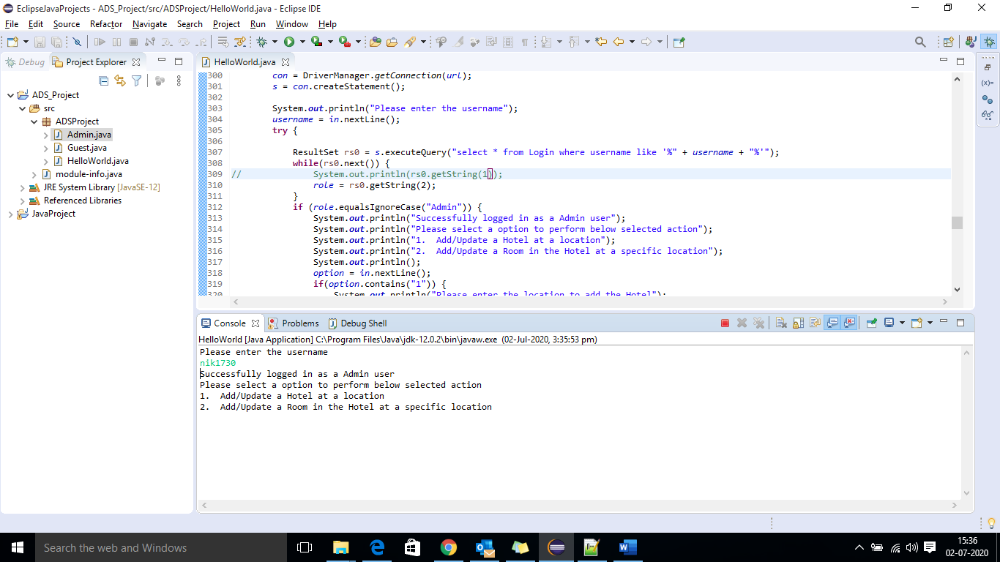 EclipseJavaProjects - ADS_Project/src/ADSProject/HelloWorld.java - Eclipse IDE
File Edit Source Refactor Navigate Search Project Run Window Help
Debug Project Explorer
ADS_Project
src
ADSProject
Admin.java
Guest.java
HelloWorld.java
module-info.java
JRE System Library [JavaSE-12]
Referenced Libraries
JavaProject
HelloWorld.java
300 con = DriverManager.getConnection(url);
301 s = con.createStatement();
302
303 System.out.println("Please enter the username");
304 username = in.nextLine();
305 try {
306
307 ResultSet rs0 = s.executeQuery("select * from Login where username like '%" + username + "%'");
308 while(rs0.next()) {
309 // System.out.println(rs0.getString(1));
310 role = rs0.getString(2);
311 }
312 if (role.equalsIgnoreCase("Admin")) {
313 System.out.println("Successfully logged in as a Admin user");
314 System.out.println("Please select a option to perform below selected action");
315 System.out.println("1.  Add/Update a Hotel at a location");
316 System.out.println("2.  Add/Update a Room in the Hotel at a specific location");
317 System.out.println();
318 option = in.nextLine();
319 if(option.contains("1")) {
320 System.out.println("Please enter the location to add the Hotel");
(x)=
Console Problems Debug Shell
HelloWorld [Java Application] C:\Program Files\Java\jdk-12.0.2\bin\javaw.exe (02-Jul-2020, 3:35:53 pm)
Please enter the username
nik1730
Successfully logged in as a Admin user
Please select a option to perform below selected action
1.  Add/Update a Hotel at a location
2.  Add/Update a Room in the Hotel at a specific location
Search the web and Windows
15:36
02-07-2020